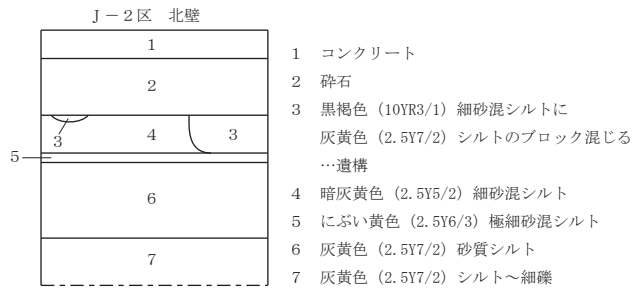 J－2区　北壁
1
2
3
4
3
5
6
7
1　コンクリート
2　砕石
3　黒褐色（10YR3/1）細砂混シルトに
灰黄色（2.5Y7/2）シルトのブロック混じる
…遺構
4　暗灰黄色（2.5Y5/2）細砂混シルト
5　にぶい黄色（2.5Y6/3）極細砂混シルト
6　灰黄色（2.5Y7/2）砂質シルト
7　灰黄色（2.5Y7/2）シルト～細礫